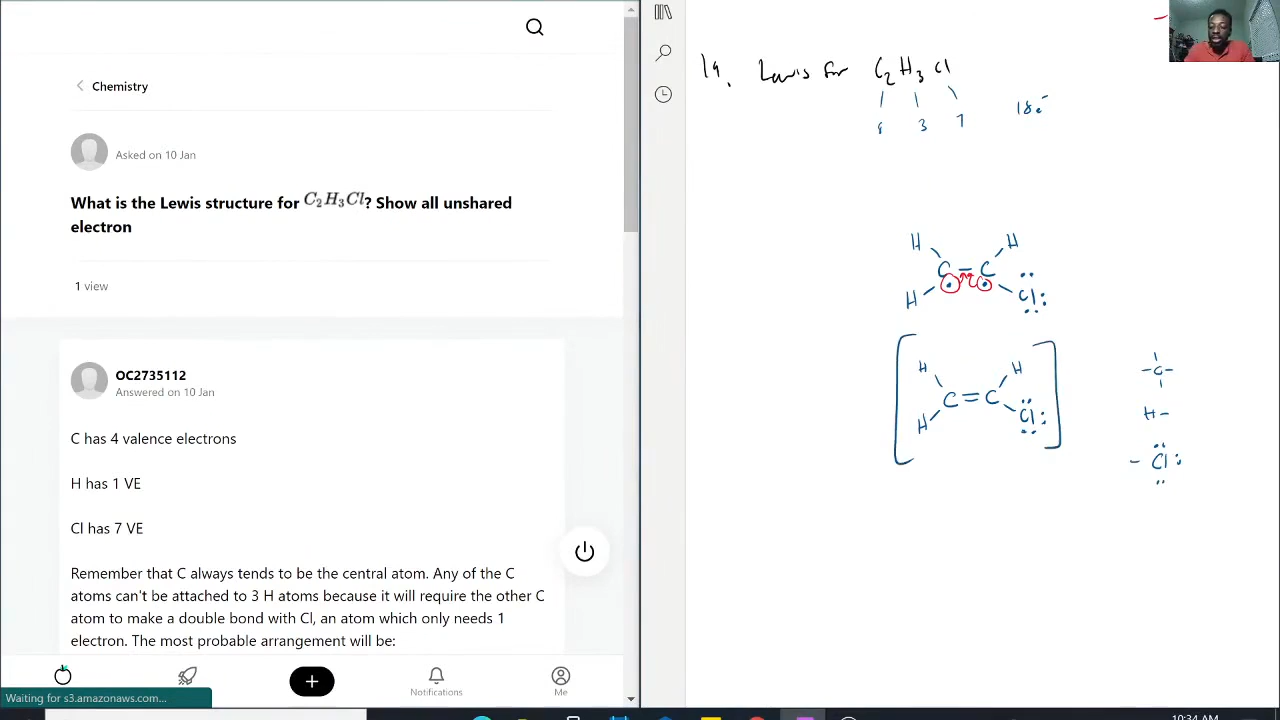 Chemistry
Asked on 10 Jan
What is the Lewis structure for C₂H₃Cl? Show all unshared
electron
1 view
OC2735112
Answered on 10 Jan
C has 4 valence electrons
H has 1 VE
Cl has 7 VE
Remember that C always tends to be the central atom. Any of the C
atoms can't be attached to 3 H atoms because it will require the other C
atom to make a double bond with Cl, an atom which only needs 1
electron. The most probable arrangement will be:
Notifications
Me
Waiting for s3.amazonaws.com...
19. Lewis for C₂H₃Cl
8 3 7 18e⁻
H H
C = C
H Cl
H H
C = C
H Cl
-C-
H-
-Cl
10:34 AM